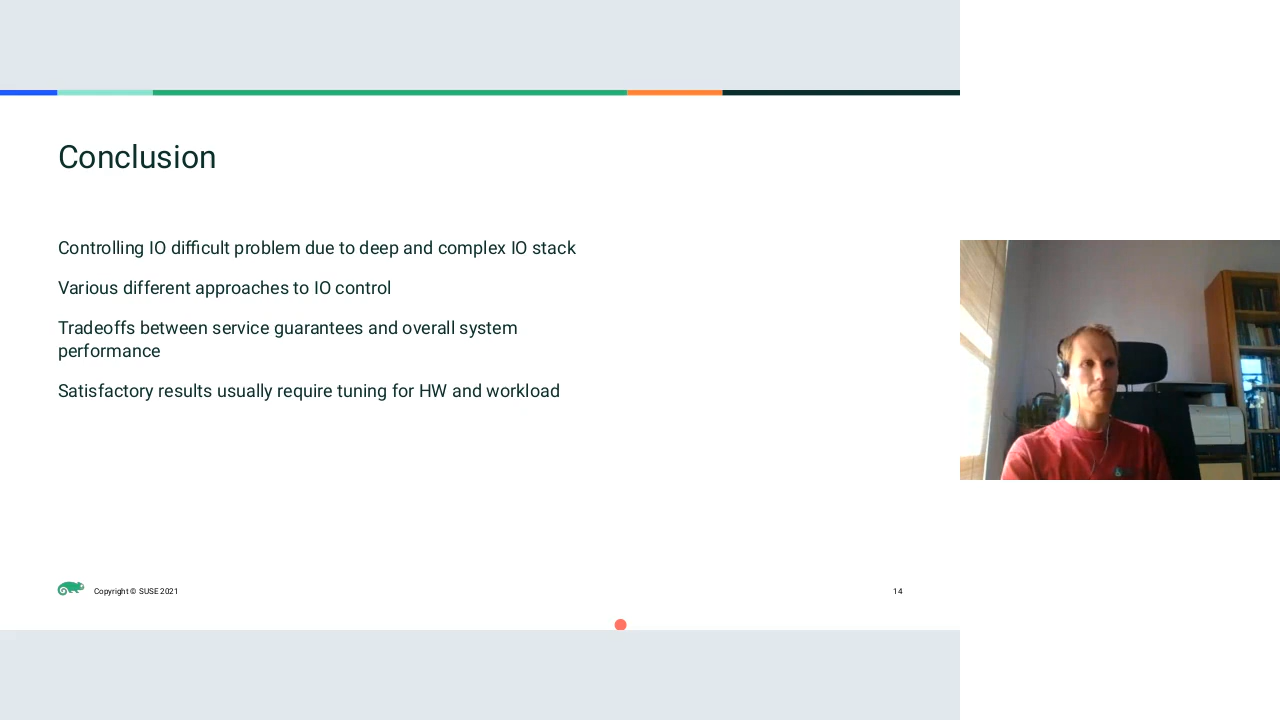 Conclusion
Controlling IO difficult problem due to deep and complex IO stack
Various different approaches to IO control
Tradeoffs between service guarantees and overall system
performance
Satisfactory results usually require tuning for HW and workload
Copyright © SUSE 2021
14